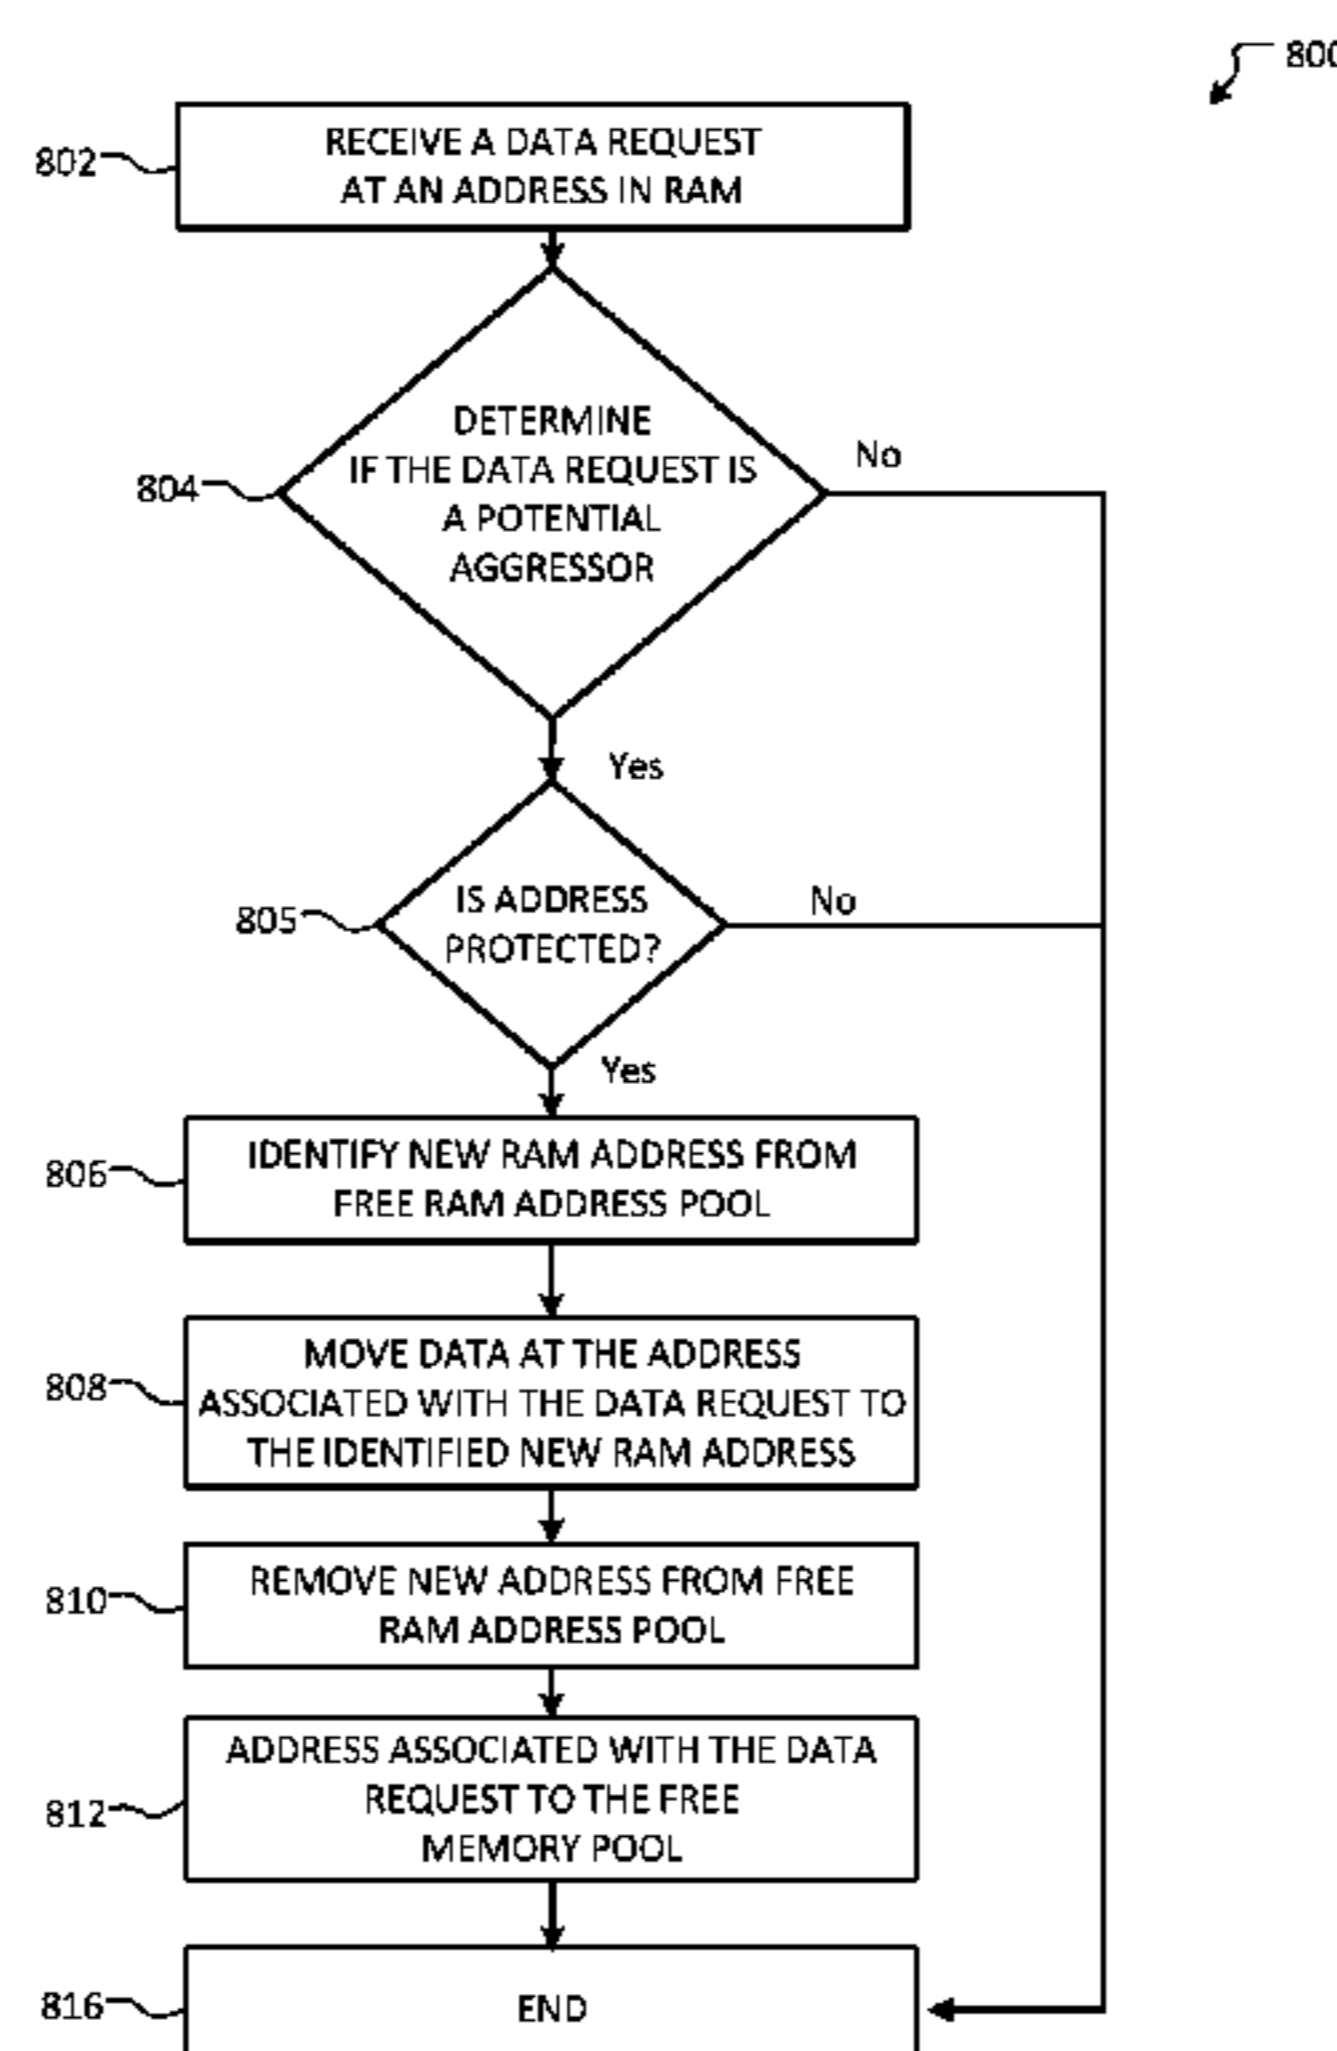 800
802
RECEIVE A DATA REQUEST
AT AN ADDRESS IN RAM
804
DETERMINE
IF THE DATA REQUEST IS
A POTENTIAL
AGGRESSOR
No
Yes
805
IS ADDRESS
PROTECTED?
No
Yes
806
IDENTIFY NEW RAM ADDRESS FROM
FREE RAM ADDRESS POOL
808
MOVE DATA AT THE ADDRESS
ASSOCIATED WITH THE DATA REQUEST TO
THE IDENTIFIED NEW RAM ADDRESS
810
REMOVE NEW ADDRESS FROM FREE
RAM ADDRESS POOL
812
ADDRESS ASSOCIATED WITH THE DATA
REQUEST TO THE FREE
MEMORY POOL
816
END